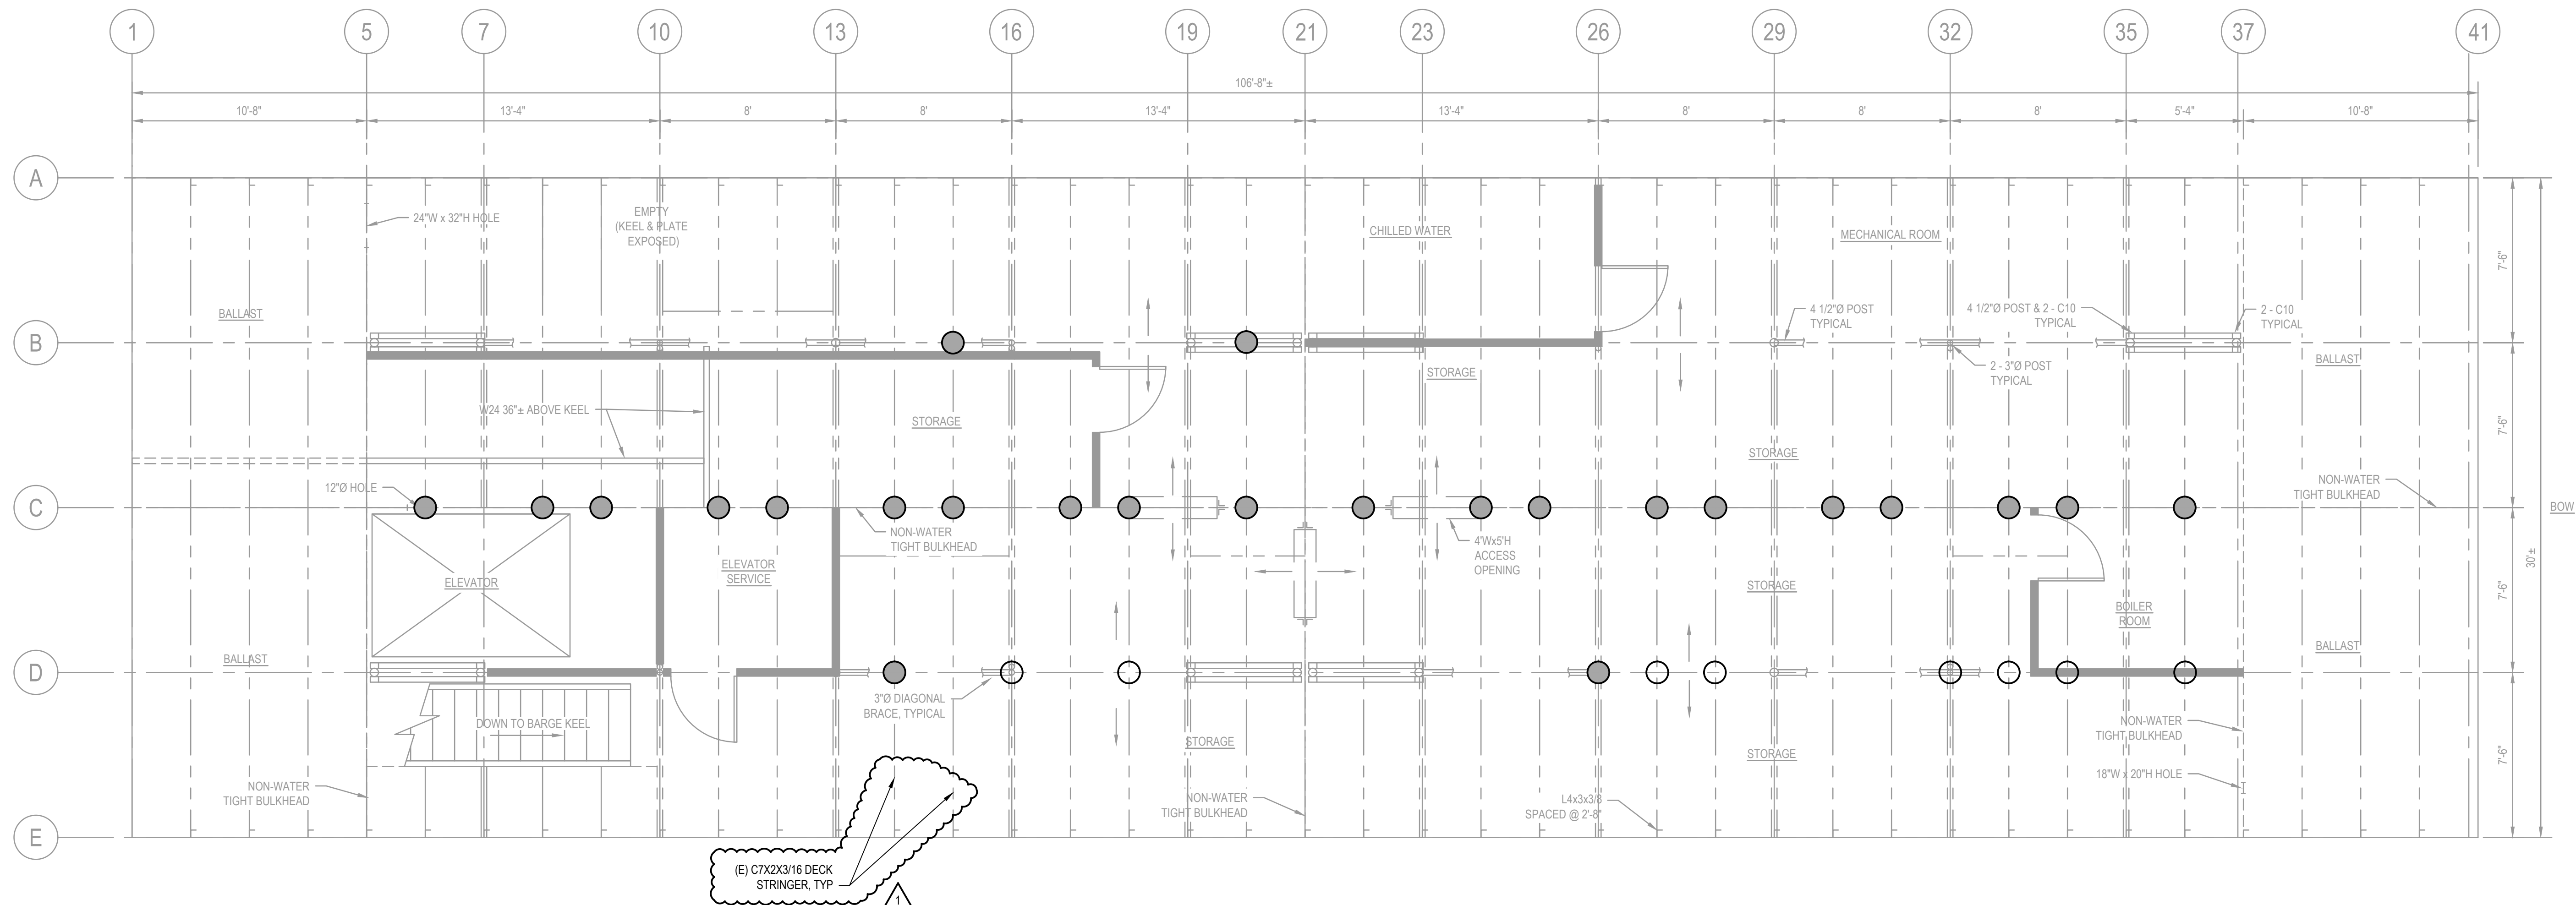 1 5 7 10 13 16 19 21 23 26 29 32 35 37 41
106'-8"±
10'-8" 13'-4" 8' 8' 13'-4" 13'-4" 8' 8' 8' 5'-4" 10'-8"
A
24"W x 32"H HOLE
EMPTY
(KEEL & PLATE
EXPOSED)
CHILLED WATER
MECHANICAL ROOM
7'-6"
BALLAST
4 1/2"Ø POST
TYPICAL
4 1/2"Ø POST & 2 - C10
TYPICAL
2 - C10
TYPICAL
B
2 - 3"Ø POST
TYPICAL
BALLAST
STORAGE
W24 36"± ABOVE KEEL
STORAGE
7'-6"
STORAGE
12"Ø HOLE
NON-WATER
TIGHT BULKHEAD
C
BOW
NON-WATER
TIGHT BULKHEAD
4'Wx5'H
ACCESS
OPENING
ELEVATOR
ELEVATOR
SERVICE
STORAGE
30'±
7'-6"
BOILER
ROOM
BALLAST
BALLAST
D
3"Ø DIAGONAL
BRACE, TYPICAL
DOWN TO BARGE KEEL
STORAGE
STORAGE
NON-WATER
TIGHT BULKHEAD
7'-6"
18"W x 20"H HOLE
NON-WATER
TIGHT BULKHEAD
NON-WATER
TIGHT BULKHEAD
L4x3x3/8
SPACED @ 2'-8"
E
(E) C7X2X3/16 DECK
STRINGER, TYP
1